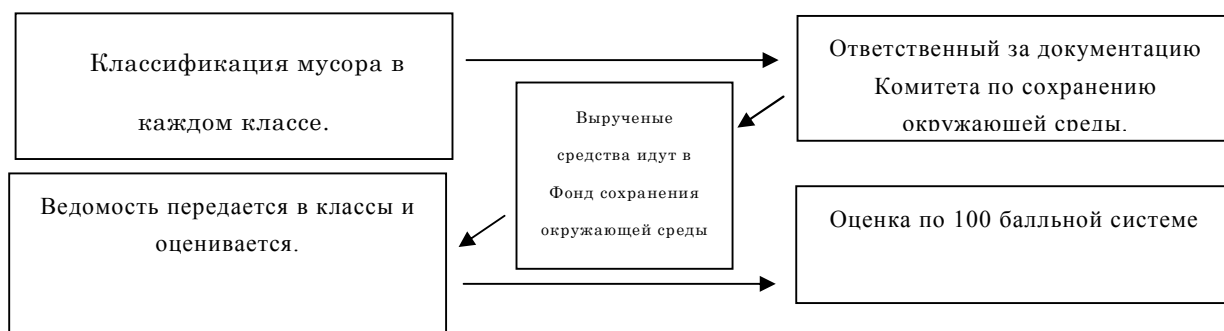 Классификация мусора в
каждом классе.
Ответственный за документацию
Комитета по сохранению
окружающей среды.
Вырученые
средства идут в
Фонд сохранения
окружающей среды
Ведомость передается в классы и
оценивается.
Оценка по 100 балльной системе